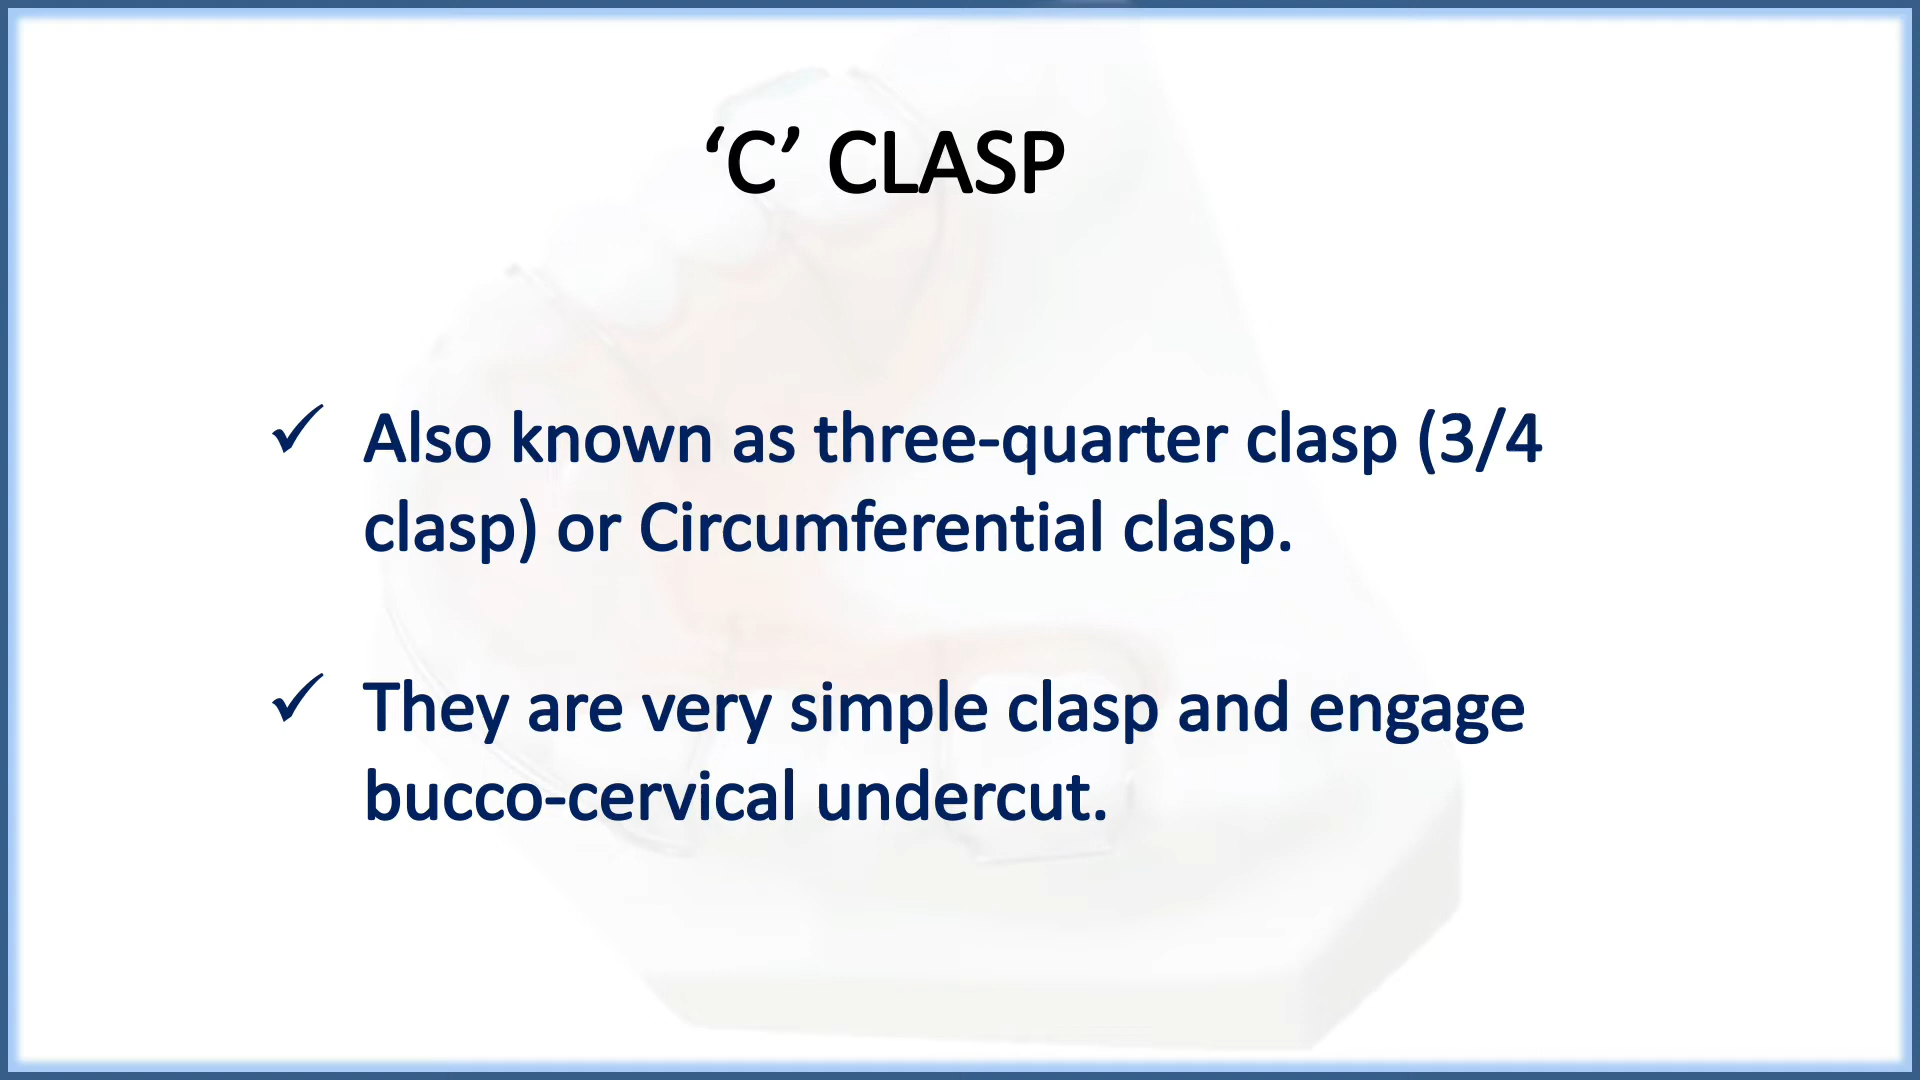 ‘C’ CLASP
✓ Also known as three-quarter clasp (3/4
clasp) or Circumferential clasp.
✓ They are very simple clasp and engage
bucco-cervical undercut.